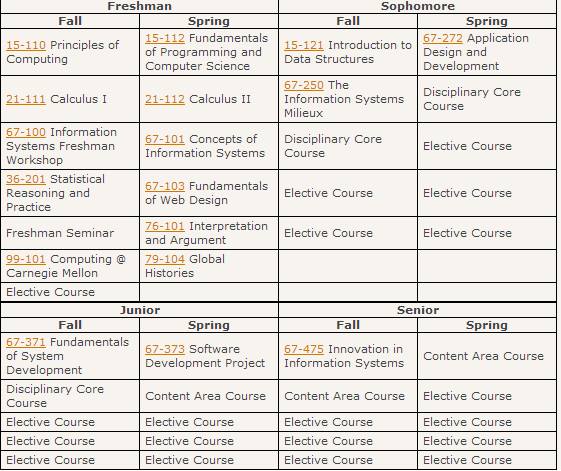 Freshman Sophomore
Fall Spring Fall Spring
15-110 Principles of Computing
15-112 Fundamentals of Programming and Computer Science
15-121 Introduction to Data Structures
67-272 Application Design and Development
21-111 Calculus I
21-112 Calculus II
67-250 The Information Systems Milieux
Disciplinary Core Course
67-100 Information Systems Freshman Workshop
67-101 Concepts of Information Systems
Disciplinary Core Course
Elective Course
36-201 Statistical Reasoning and Practice
67-103 Fundamentals of Web Design
Elective Course
Elective Course
Freshman Seminar
76-101 Interpretation and Argument
Elective Course
Elective Course
99-101 Computing @ Carnegie Mellon
79-104 Global Histories
Elective Course
Junior Senior
Fall Spring Fall Spring
67-371 Fundamentals of System Development
67-373 Software Development Project
67-475 Innovation in Information Systems
Content Area Course
Disciplinary Core Course
Content Area Course
Content Area Course
Elective Course
Elective Course Elective Course Elective Course Elective Course
Elective Course Elective Course Elective Course Elective Course
Elective Course Elective Course Elective Course Elective Course